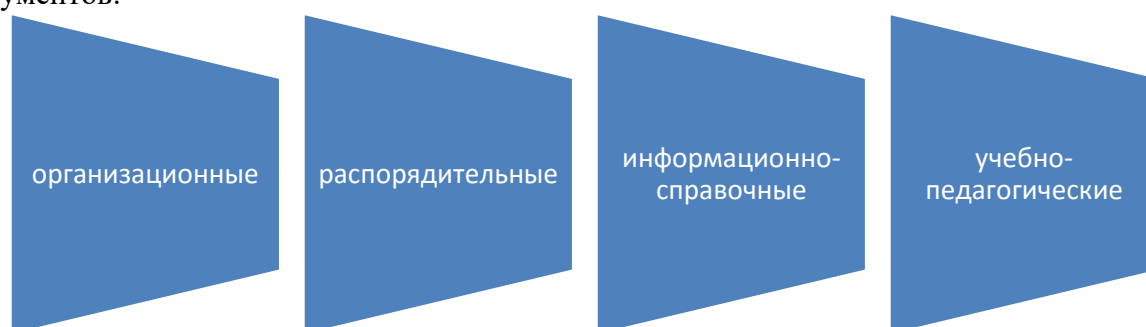 организационные
распорядительные
информационно-
справочные
учебно-
педагогические